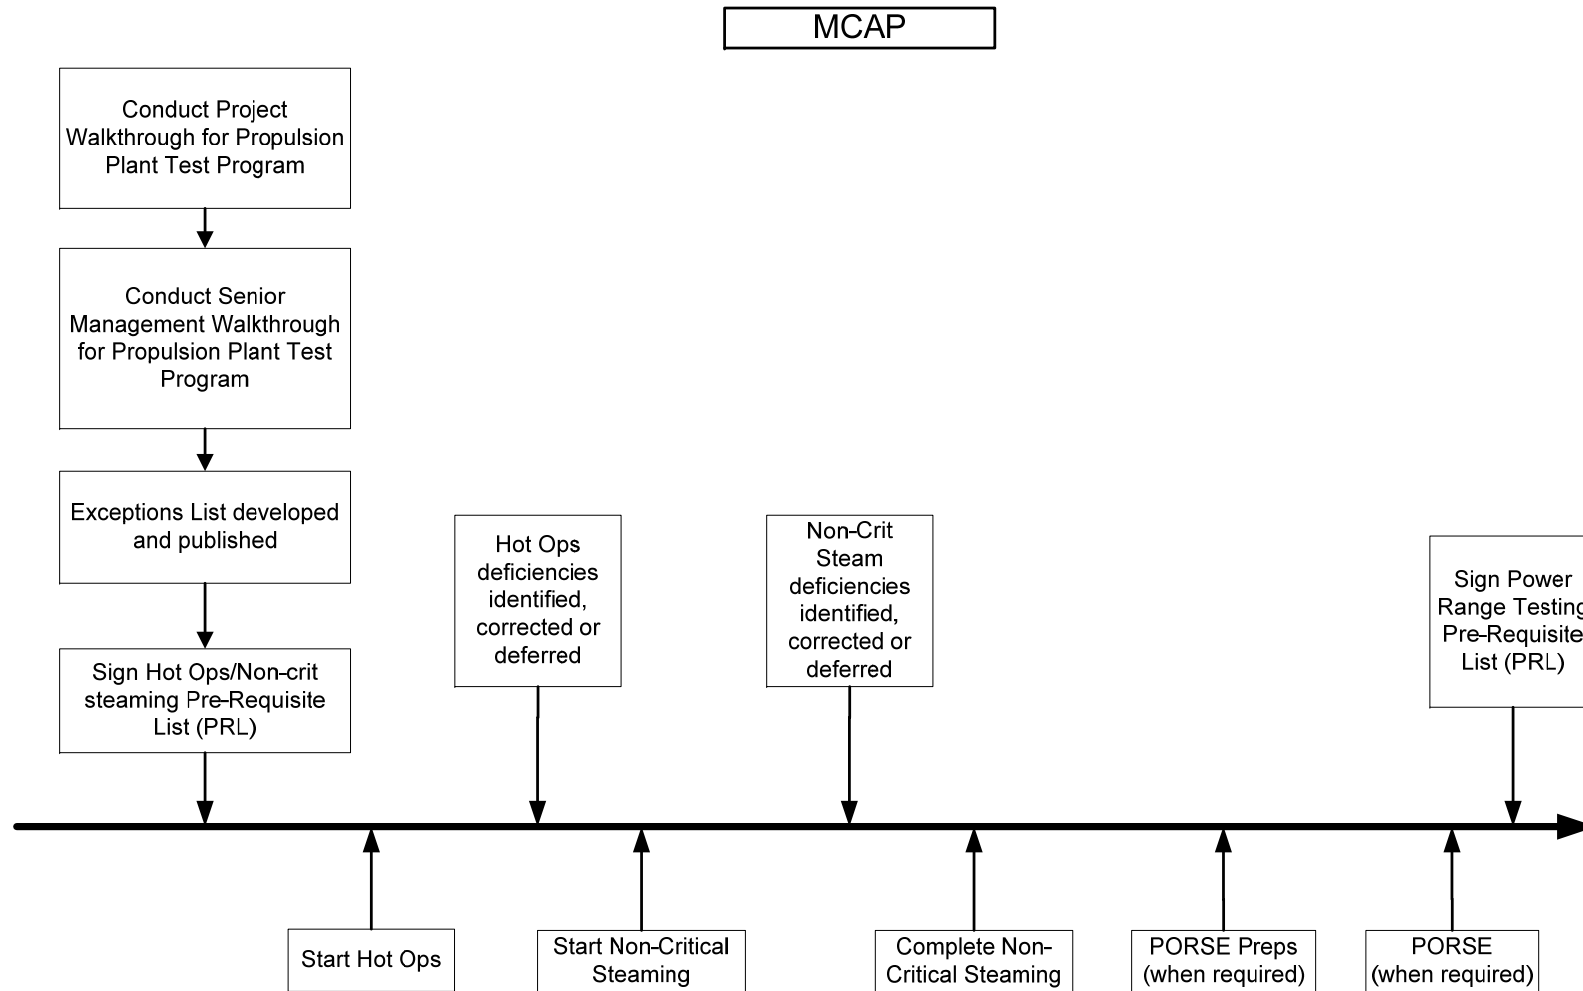 MCAP
Conduct Project
Walkthrough for Propulsion
Plant Test Program
Conduct Senior
Management Walkthrough
for Propulsion Plant Test
Program
Exceptions List developed
and published
Sign Hot Ops/Non-crit
steaming Pre-Requisite
List (PRL)
Hot Ops
deficiencies
identified,
corrected or
deferred
Non-Crit
Steam
deficiencies
identified,
corrected or
deferred
Sign Power
Range Testing
Pre-Requisite
List (PRL)
Start Hot Ops
Start Non-Critical
Steaming
Complete Non-
Critical Steaming
PORSE Preps
(when required)
PORSE
(when required)